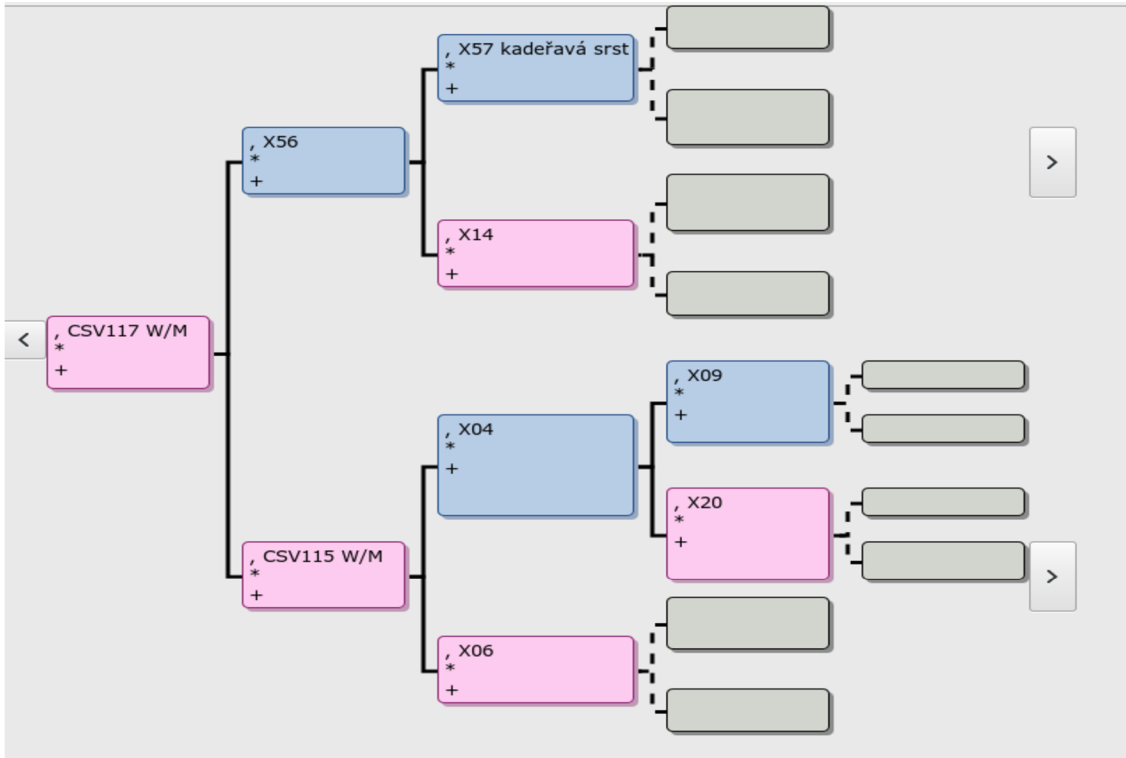 , X57 kadeřavá srst
*
+
, X56
*
+
, X14
*
+
>
<
, CSV117 W/M
*
+
, X09
*
+
, X04
*
+
, X20
*
+
, CSV115 W/M
*
+
>
, X06
*
+